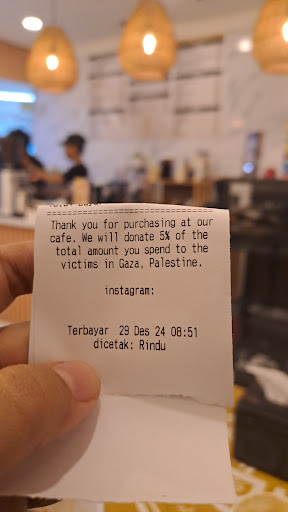 Thank you for purchasing at our
cafe. We will donate 5% of the
total amount you spend to the
victims in Gaza, Palestine.
instagram:
Terbayar 29 Des 24 08:51
dicetak: Rindu